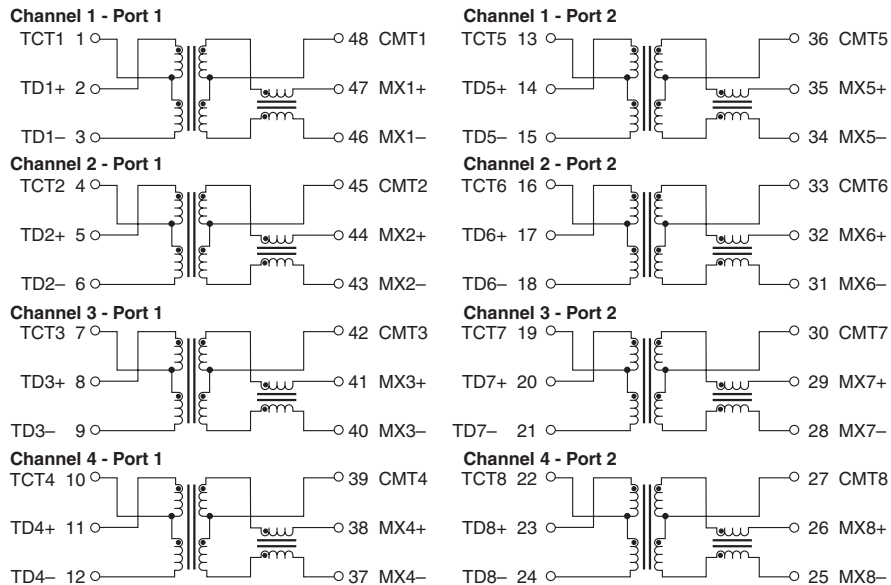 Channel 1 - Port 1
TCT1 1 48 CMT1
TD1+ 2 47 MX1+
TD1– 3 46 MX1–
Channel 2 - Port 1
TCT2 4 45 CMT2
TD2+ 5 44 MX2+
TD2– 6 43 MX2–
Channel 3 - Port 1
TCT3 7 42 CMT3
TD3+ 8 41 MX3+
TD3– 9 40 MX3–
Channel 4 - Port 1
TCT4 10 39 CMT4
TD4+ 11 38 MX4+
TD4– 12 37 MX4–
Channel 1 - Port 2
TCT5 13 36 CMT5
TD5+ 14 35 MX5+
TD5– 15 34 MX5–
Channel 2 - Port 2
TCT6 16 33 CMT6
TD6+ 17 32 MX6+
TD6– 18 31 MX6–
Channel 3 - Port 2
TCT7 19 30 CMT7
TD7+ 20 29 MX7+
TD7– 21 28 MX7–
Channel 4 - Port 2
TCT8 22 27 CMT8
TD8+ 23 26 MX8+
TD8– 24 25 MX8–